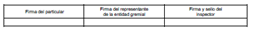 Firma del particular
Firma del representante
de la entidad gremial
Firma y sello del
inspector